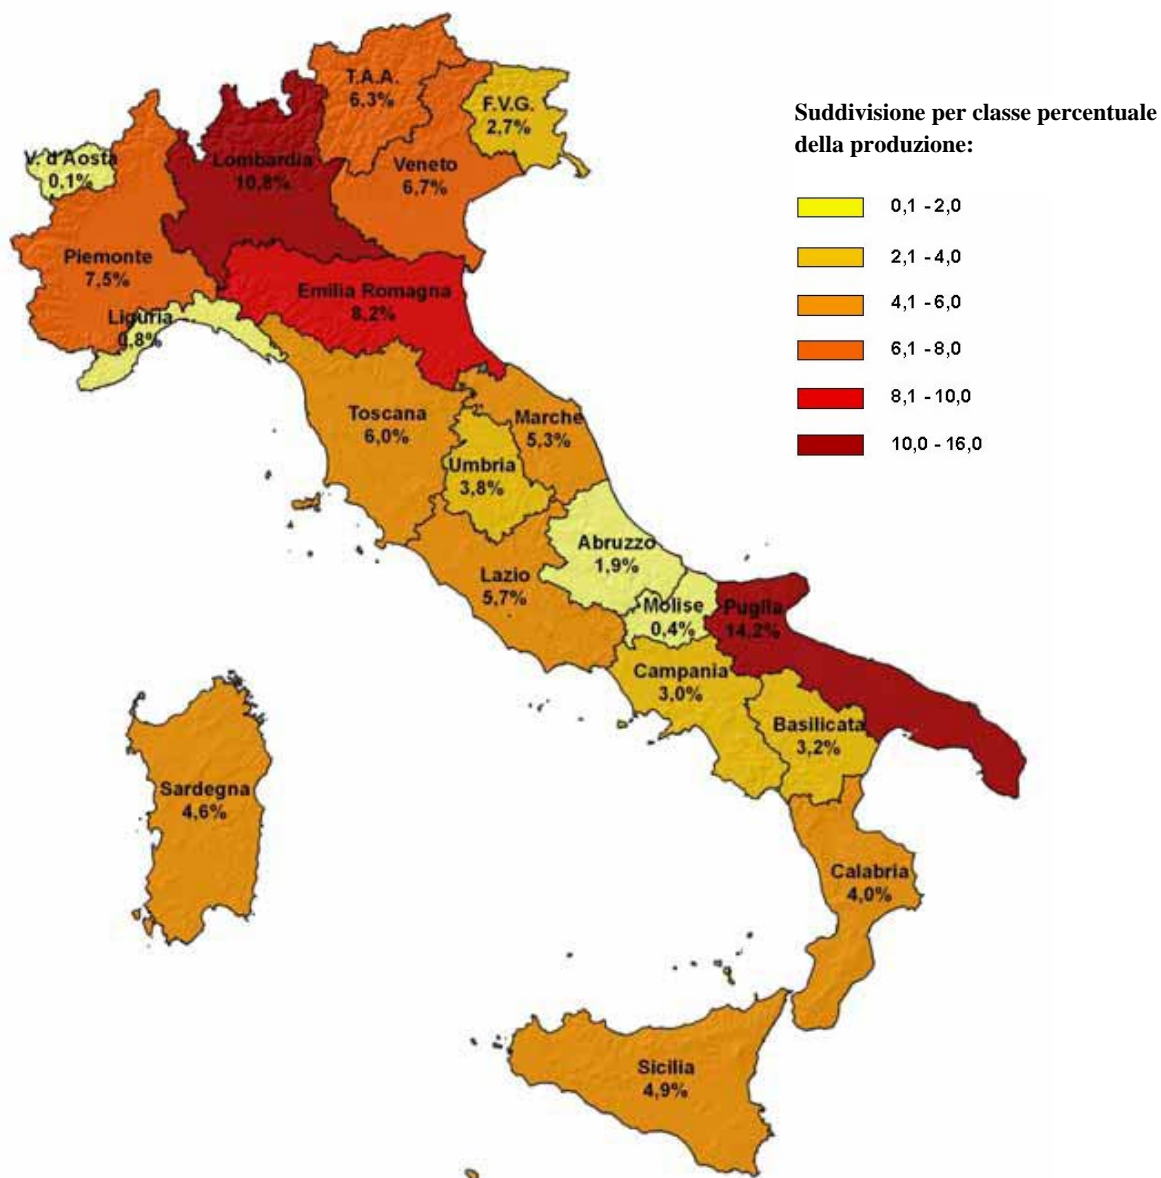 T.A.A.
6,3%
F.V.G.
2,7%
V. d'Aosta
0,1%
Lombardia
10,8%
Veneto
6,7%
Piemonte
7,5%
Emilia Romagna
8,2%
Liguria
0,8%
Toscana
6,0%
Marche
5,3%
Umbria
3,8%
Abruzzo
1,9%
Lazio
5,7%
Molise
0,4%
Puglia
14,2%
Campania
3,0%
Basilicata
3,2%
Sardegna
4,6%
Calabria
4,0%
Sicilia
4,9%
Suddivisione per classe percentuale
della produzione:
0,1 - 2,0
2,1 - 4,0
4,1 - 6,0
6,1 - 8,0
8,1 - 10,0
10,0 - 16,0